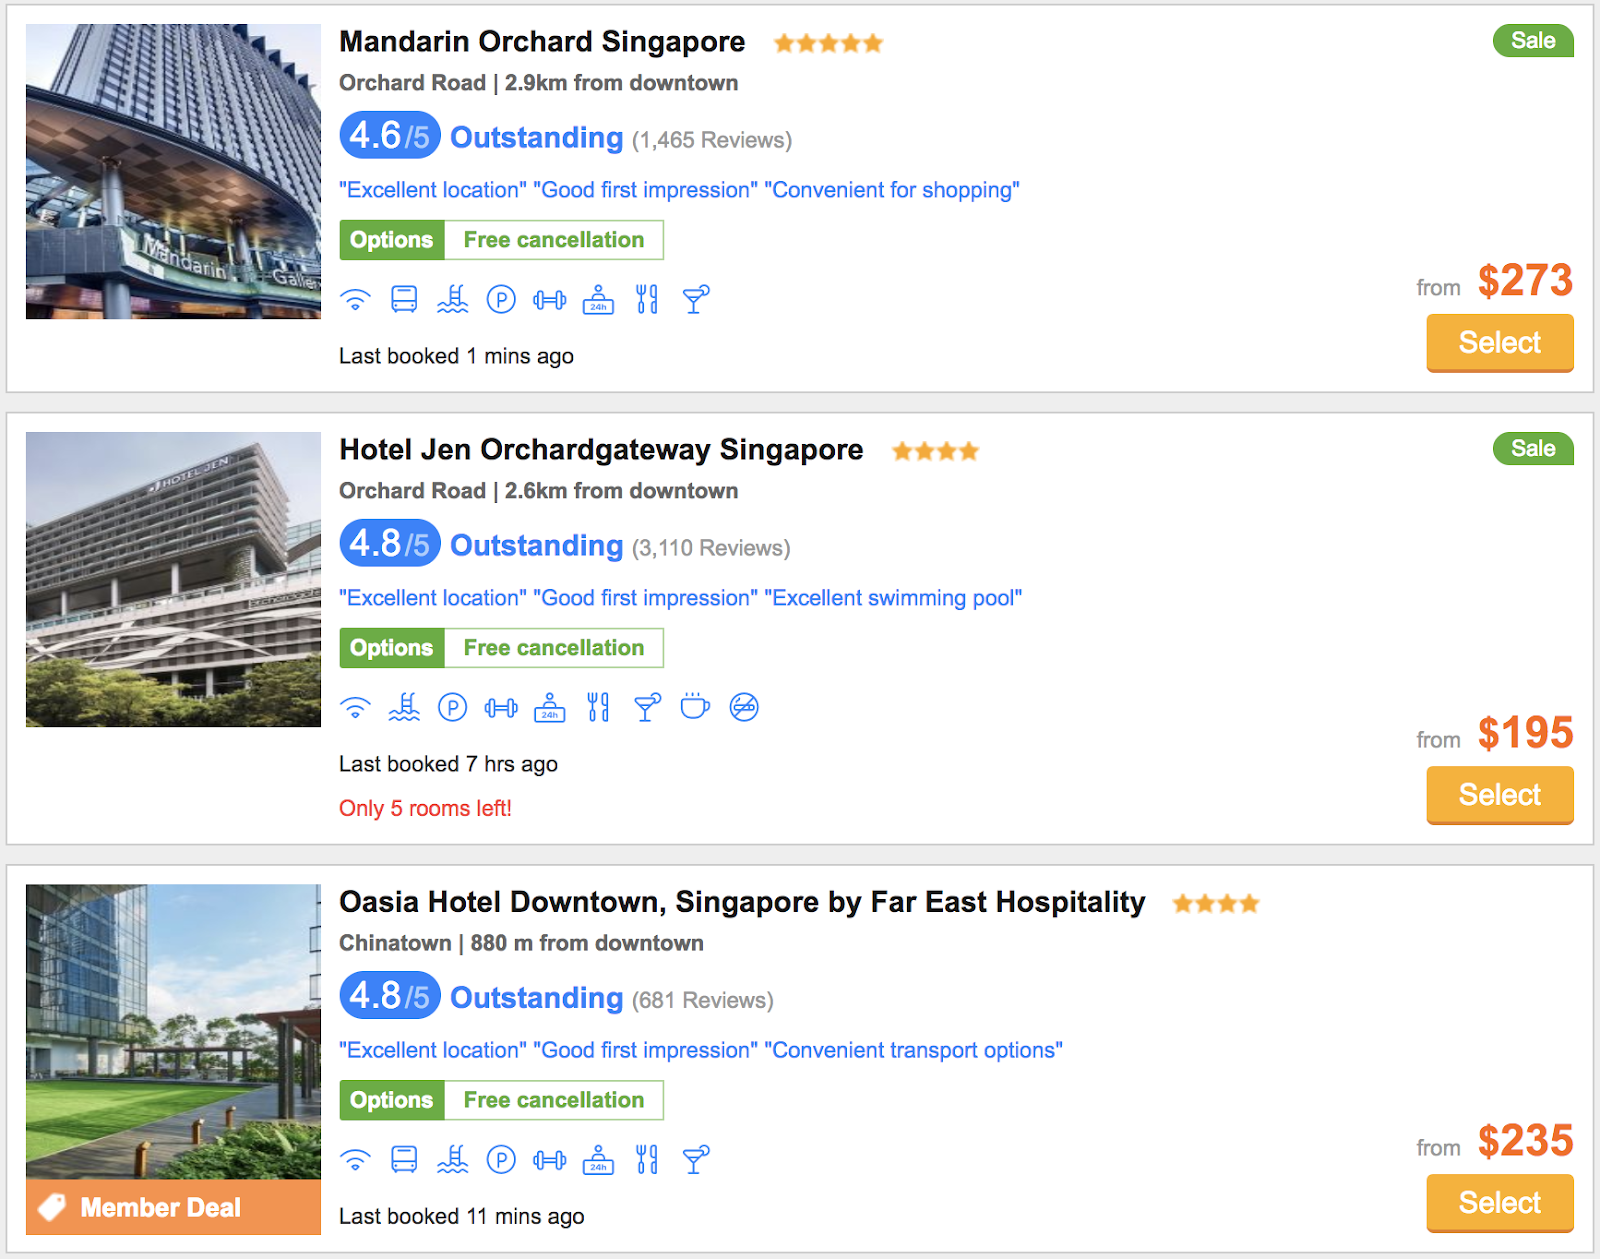 Mandarin Orchard Singapore
Sale
Orchard Road | 2.9km from downtown
4.6/5 Outstanding (1,465 Reviews)
"Excellent location" "Good first impression" "Convenient for shopping"
Options Free cancellation
P
24h
Mandarin
Gallery
from $273
Select
Last booked 1 mins ago
Hotel Jen Orchardgateway Singapore
Sale
HOTEL JEN
Orchard Road | 2.6km from downtown
4.8/5 Outstanding (3,110 Reviews)
"Excellent location" "Good first impression" "Excellent swimming pool"
Options Free cancellation
P
24h
from $195
Last booked 7 hrs ago
Select
Only 5 rooms left!
Oasia Hotel Downtown, Singapore by Far East Hospitality
Chinatown | 880 m from downtown
4.8/5 Outstanding (681 Reviews)
"Excellent location" "Good first impression" "Convenient transport options"
Options Free cancellation
P
24h
from $235
Member Deal
Last booked 11 mins ago
Select